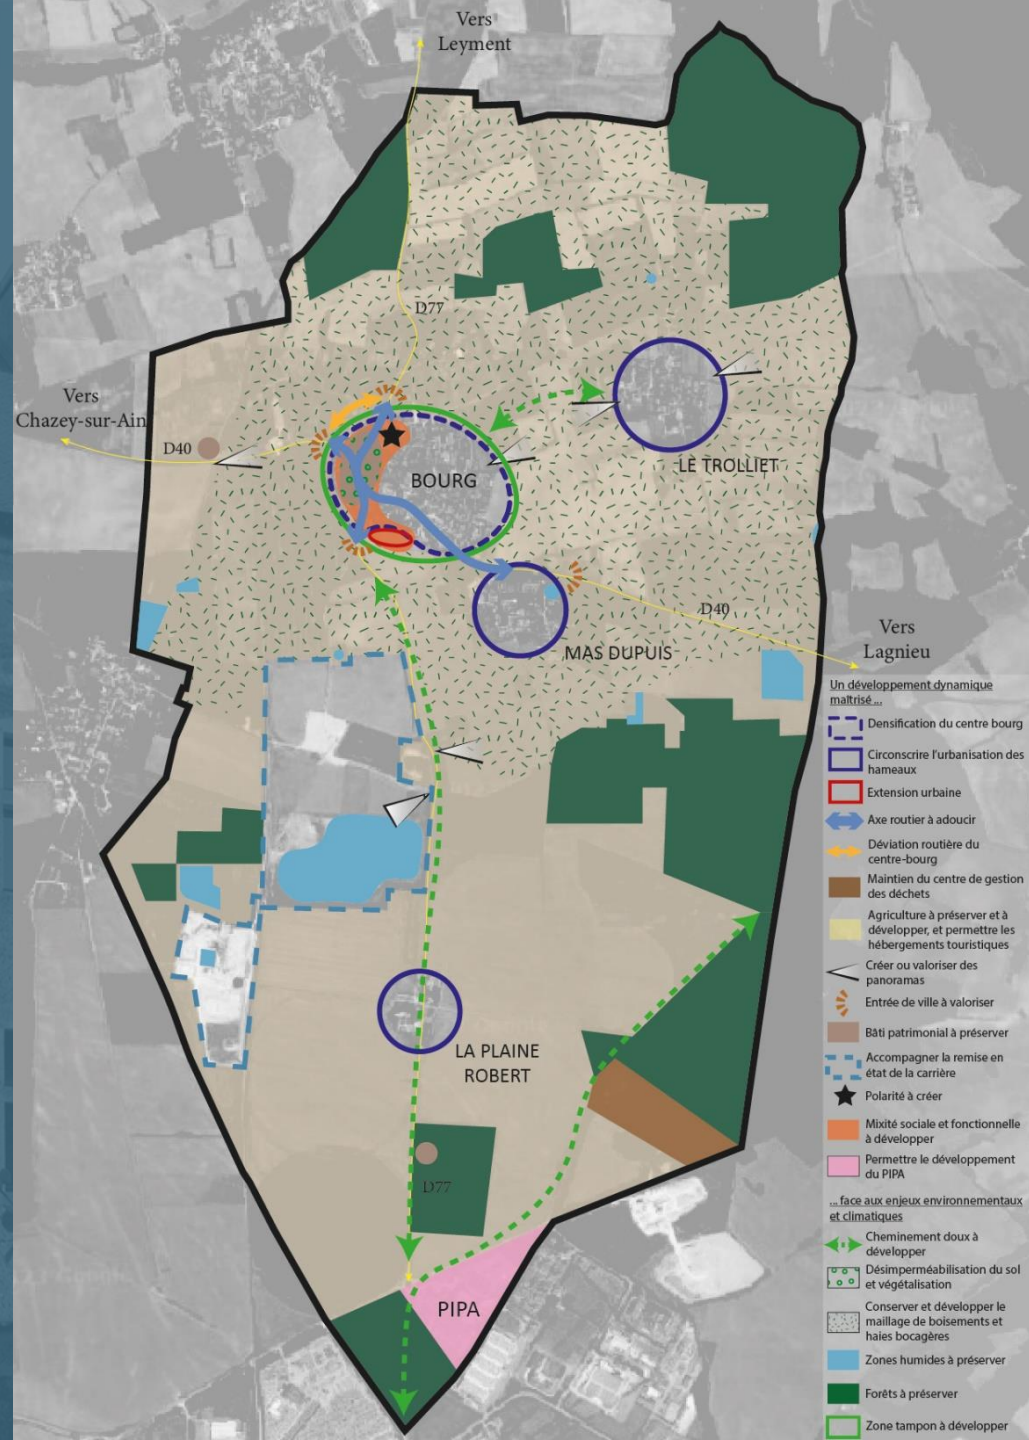 Vers
Leyment
D77
Vers
Chazey-sur-Ain
D40
BOURG
LE TROLLIET
MAS DUPUIS
D40
Vers
Lagnieu
LA PLAINE
ROBERT
D77
PIPA
Un développement dynamique
maîtrisé ...
Densification du centre bourg
Circonscrire l'urbanisation des
hameaux
Extension urbaine
Axe routier à adoucir
Déviation routière du
centre-bourg
Maintien du centre de gestion
des déchets
Agriculture à préserver et à
développer, et permettre les
hébergements touristiques
Créer ou valoriser des
panoramas
Entrée de ville à valoriser
Bâti patrimonial à préserver
Accompagner la remise en
état de la carrière
Polarité à créer
Mixité sociale et fonctionnelle
à développer
Permettre le développement
du PIPA
... face aux enjeux environnementaux
et climatiques
Cheminement doux à
développer
Désimperméabilisation du sol
et végétalisation
Conserver et développer le
maillage de boisements et
haies bocagères
Zones humides à préserver
Forêts à préserver
Zone tampon à développer